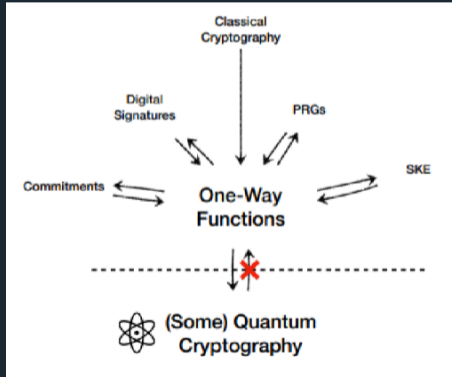 Classical
Cryptography
Digital
Signatures
PRGs
Commitments
SKE
One-Way
Functions
(Some) Quantum
Cryptography